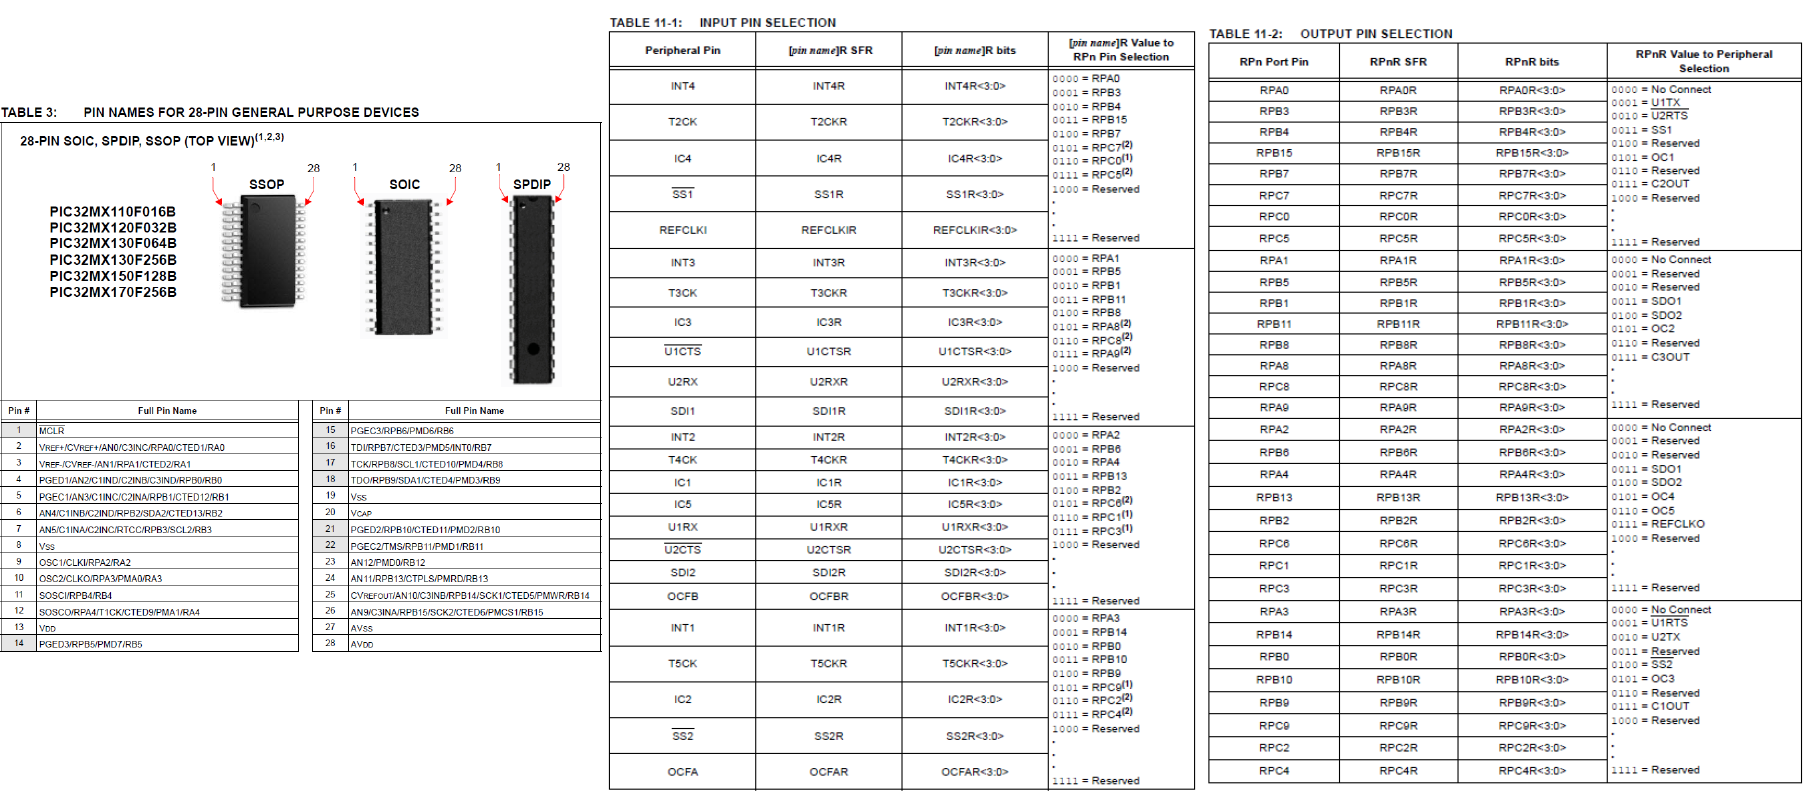 TABLE 3: PIN NAMES FOR 28-PIN GENERAL PURPOSE DEVICES
28-PIN SOIC, SPDIP, SSOP (TOP VIEW)(1,2,3)
1 28 1 28 1 28
SSOP SOIC SPDIP
PIC32MX110F016B
PIC32MX120F032B
PIC32MX130F064B
PIC32MX130F256B
PIC32MX150F128B
PIC32MX170F256B
Pin # Full Pin Name Pin # Full Pin Name
1 MCLR 15 PGEC3/RPB6/PMD6/RB6
2 VREF+/CVREF+/AN0/C3INC/RPA0/CTED1/RA0 16 TDI/RPB7/CTED3/PMD5/INT0/RB7
3 VREF-/CVREF-/AN1/RPA1/CTED2/RA1 17 TCK/RPB8/SCL1/CTED10/PMD4/RB8
4 PGED1/AN2/C1IND/C2INB/C3IND/RPB0/RB0 18 TDO/RPB9/SDA1/CTED4/PMD3/RB9
5 PGEC1/AN3/C1INC/C2INA/RPB1/CTED12/RB1 19 VSS
6 AN4/C1INB/C2IND/RPB2/SDA2/CTED13/RB2 20 VCAP
7 AN5/C1INA/C2INC/RTCC/RPB3/SCL2/RB3 21 PGED2/RPB10/CTED11/PMD2/RB10
8 VSS 22 PGEC2/TMS/RPB11/PMD1/RB11
9 OSC1/CLKI/RPA2/RA2 23 AN12/PMD0/RB12
10 OSC2/CLKO/RPA3/PMA0/RA3 24 AN11/RPB13/CTPLS/PMRD/RB13
11 SOSCI/RPB4/RB4 25 CVREFOUT/AN10/C3INB/RPB14/SCK1/CTED5/PMWR/RB14
12 SOSCO/RPA4/T1CK/CTED9/PMA1/RA4 26 AN9/C3INA/RPB15/SCK2/CTED6/PMCS1/RB15
13 VDD 27 AVSS
14 PGED3/RPB5/PMD7/RB5 28 AVDD
TABLE 11-1: INPUT PIN SELECTION
Peripheral Pin [pin name]R SFR [pin name]R bits [pin name]R Value to
RPn Pin Selection
INT4 INT4R INT4R<3:0>
T2CK T2CKR T2CKR<3:0>
IC4 IC4R IC4R<3:0>
SS1 SS1R SS1R<3:0>
REFCLKI REFCLKIR REFCLKIR<3:0>
0000 = RPA0
0001 = RPB3
0010 = RPB4
0011 = RPB15
0100 = RPB7
0101 = RPC7(2)
0110 = RPC0(1)
0111 = RPC5(2)
1000 = Reserved
.
.
.
1111 = Reserved
INT3 INT3R INT3R<3:0>
T3CK T3CKR T3CKR<3:0>
IC3 IC3R IC3R<3:0>
U1CTS U1CTSR U1CTSR<3:0>
U2RX U2RXR U2RXR<3:0>
SDI1 SDI1R SDI1R<3:0>
0000 = RPA1
0001 = RPB5
0010 = RPB1
0011 = RPB11
0100 = RPB8
0101 = RPA8(2)
0110 = RPC8(2)
0111 = RPA9(2)
1000 = Reserved
.
.
.
1111 = Reserved
INT2 INT2R INT2R<3:0>
T4CK T4CKR T4CKR<3:0>
IC1 IC1R IC1R<3:0>
IC5 IC5R IC5R<3:0>
U1RX U1RXR U1RXR<3:0>
U2CTS U2CTSR U2CTSR<3:0>
SDI2 SDI2R SDI2R<3:0>
OCFB OCFBR OCFBR<3:0>
0000 = RPA2
0001 = RPB6
0010 = RPA4
0011 = RPB13
0100 = RPB2
0101 = RPC6(2)
0110 = RPC1(1)
0111 = RPC3(1)
1000 = Reserved
.
.
.
1111 = Reserved
INT1 INT1R INT1R<3:0>
T5CK T5CKR T5CKR<3:0>
IC2 IC2R IC2R<3:0>
SS2 SS2R SS2R<3:0>
OCFA OCFAR OCFAR<3:0>
0000 = RPA3
0001 = RPB14
0010 = RPB0
0011 = RPB10
0100 = RPB9
0101 = RPC9(1)
0110 = RPC2(2)
0111 = RPC4(2)
1000 = Reserved
.
.
.
1111 = Reserved
TABLE 11-2: OUTPUT PIN SELECTION
RPn Port Pin RPnR SFR RPnR bits RPnR Value to Peripheral
Selection
RPA0 RPA0R RPA0R<3:0>
RPB3 RPB3R RPB3R<3:0>
RPB4 RPB4R RPB4R<3:0>
RPB15 RPB15R RPB15R<3:0>
RPB7 RPB7R RPB7R<3:0>
RPC7 RPC7R RPC7R<3:0>
RPC0 RPC0R RPC0R<3:0>
RPC5 RPC5R RPC5R<3:0>
0000 = No Connect
0001 = U1TX
0010 = U2RTS
0011 = SS1
0100 = Reserved
0101 = OC1
0110 = Reserved
0111 = C2OUT
1000 = Reserved
.
.
.
1111 = Reserved
RPA1 RPA1R RPA1R<3:0>
RPB5 RPB5R RPB5R<3:0>
RPB1 RPB1R RPB1R<3:0>
RPB11 RPB11R RPB11R<3:0>
RPB8 RPB8R RPB8R<3:0>
RPA8 RPA8R RPA8R<3:0>
RPC8 RPC8R RPC8R<3:0>
RPA9 RPA9R RPA9R<3:0>
0000 = No Connect
0001 = Reserved
0010 = Reserved
0011 = SDO1
0100 = SDO2
0101 = OC2
0110 = Reserved
0111 = C3OUT
.
.
.
1111 = Reserved
RPA2 RPA2R RPA2R<3:0>
RPB6 RPB6R RPB6R<3:0>
RPA4 RPA4R RPA4R<3:0>
RPB13 RPB13R RPB13R<3:0>
RPB2 RPB2R RPB2R<3:0>
RPC6 RPC6R RPC6R<3:0>
RPC1 RPC1R RPC1R<3:0>
RPC3 RPC3R RPC3R<3:0>
0000 = No Connect
0001 = Reserved
0010 = Reserved
0011 = SDO1
0100 = SDO2
0101 = OC4
0110 = OC5
0111 = REFCLKO
1000 = Reserved
.
.
.
1111 = Reserved
RPA3 RPA3R RPA3R<3:0>
RPB14 RPB14R RPB14R<3:0>
RPB0 RPB0R RPB0R<3:0>
RPB10 RPB10R RPB10R<3:0>
RPB9 RPB9R RPB9R<3:0>
RPC9 RPC9R RPC9R<3:0>
RPC2 RPC2R RPC2R<3:0>
RPC4 RPC4R RPC4R<3:0>
0000 = No Connect
0001 = U1RTS
0010 = U2TX
0011 = Reserved
0100 = SS2
0101 = OC3
0110 = Reserved
0111 = C1OUT
1000 = Reserved
.
.
.
1111 = Reserved